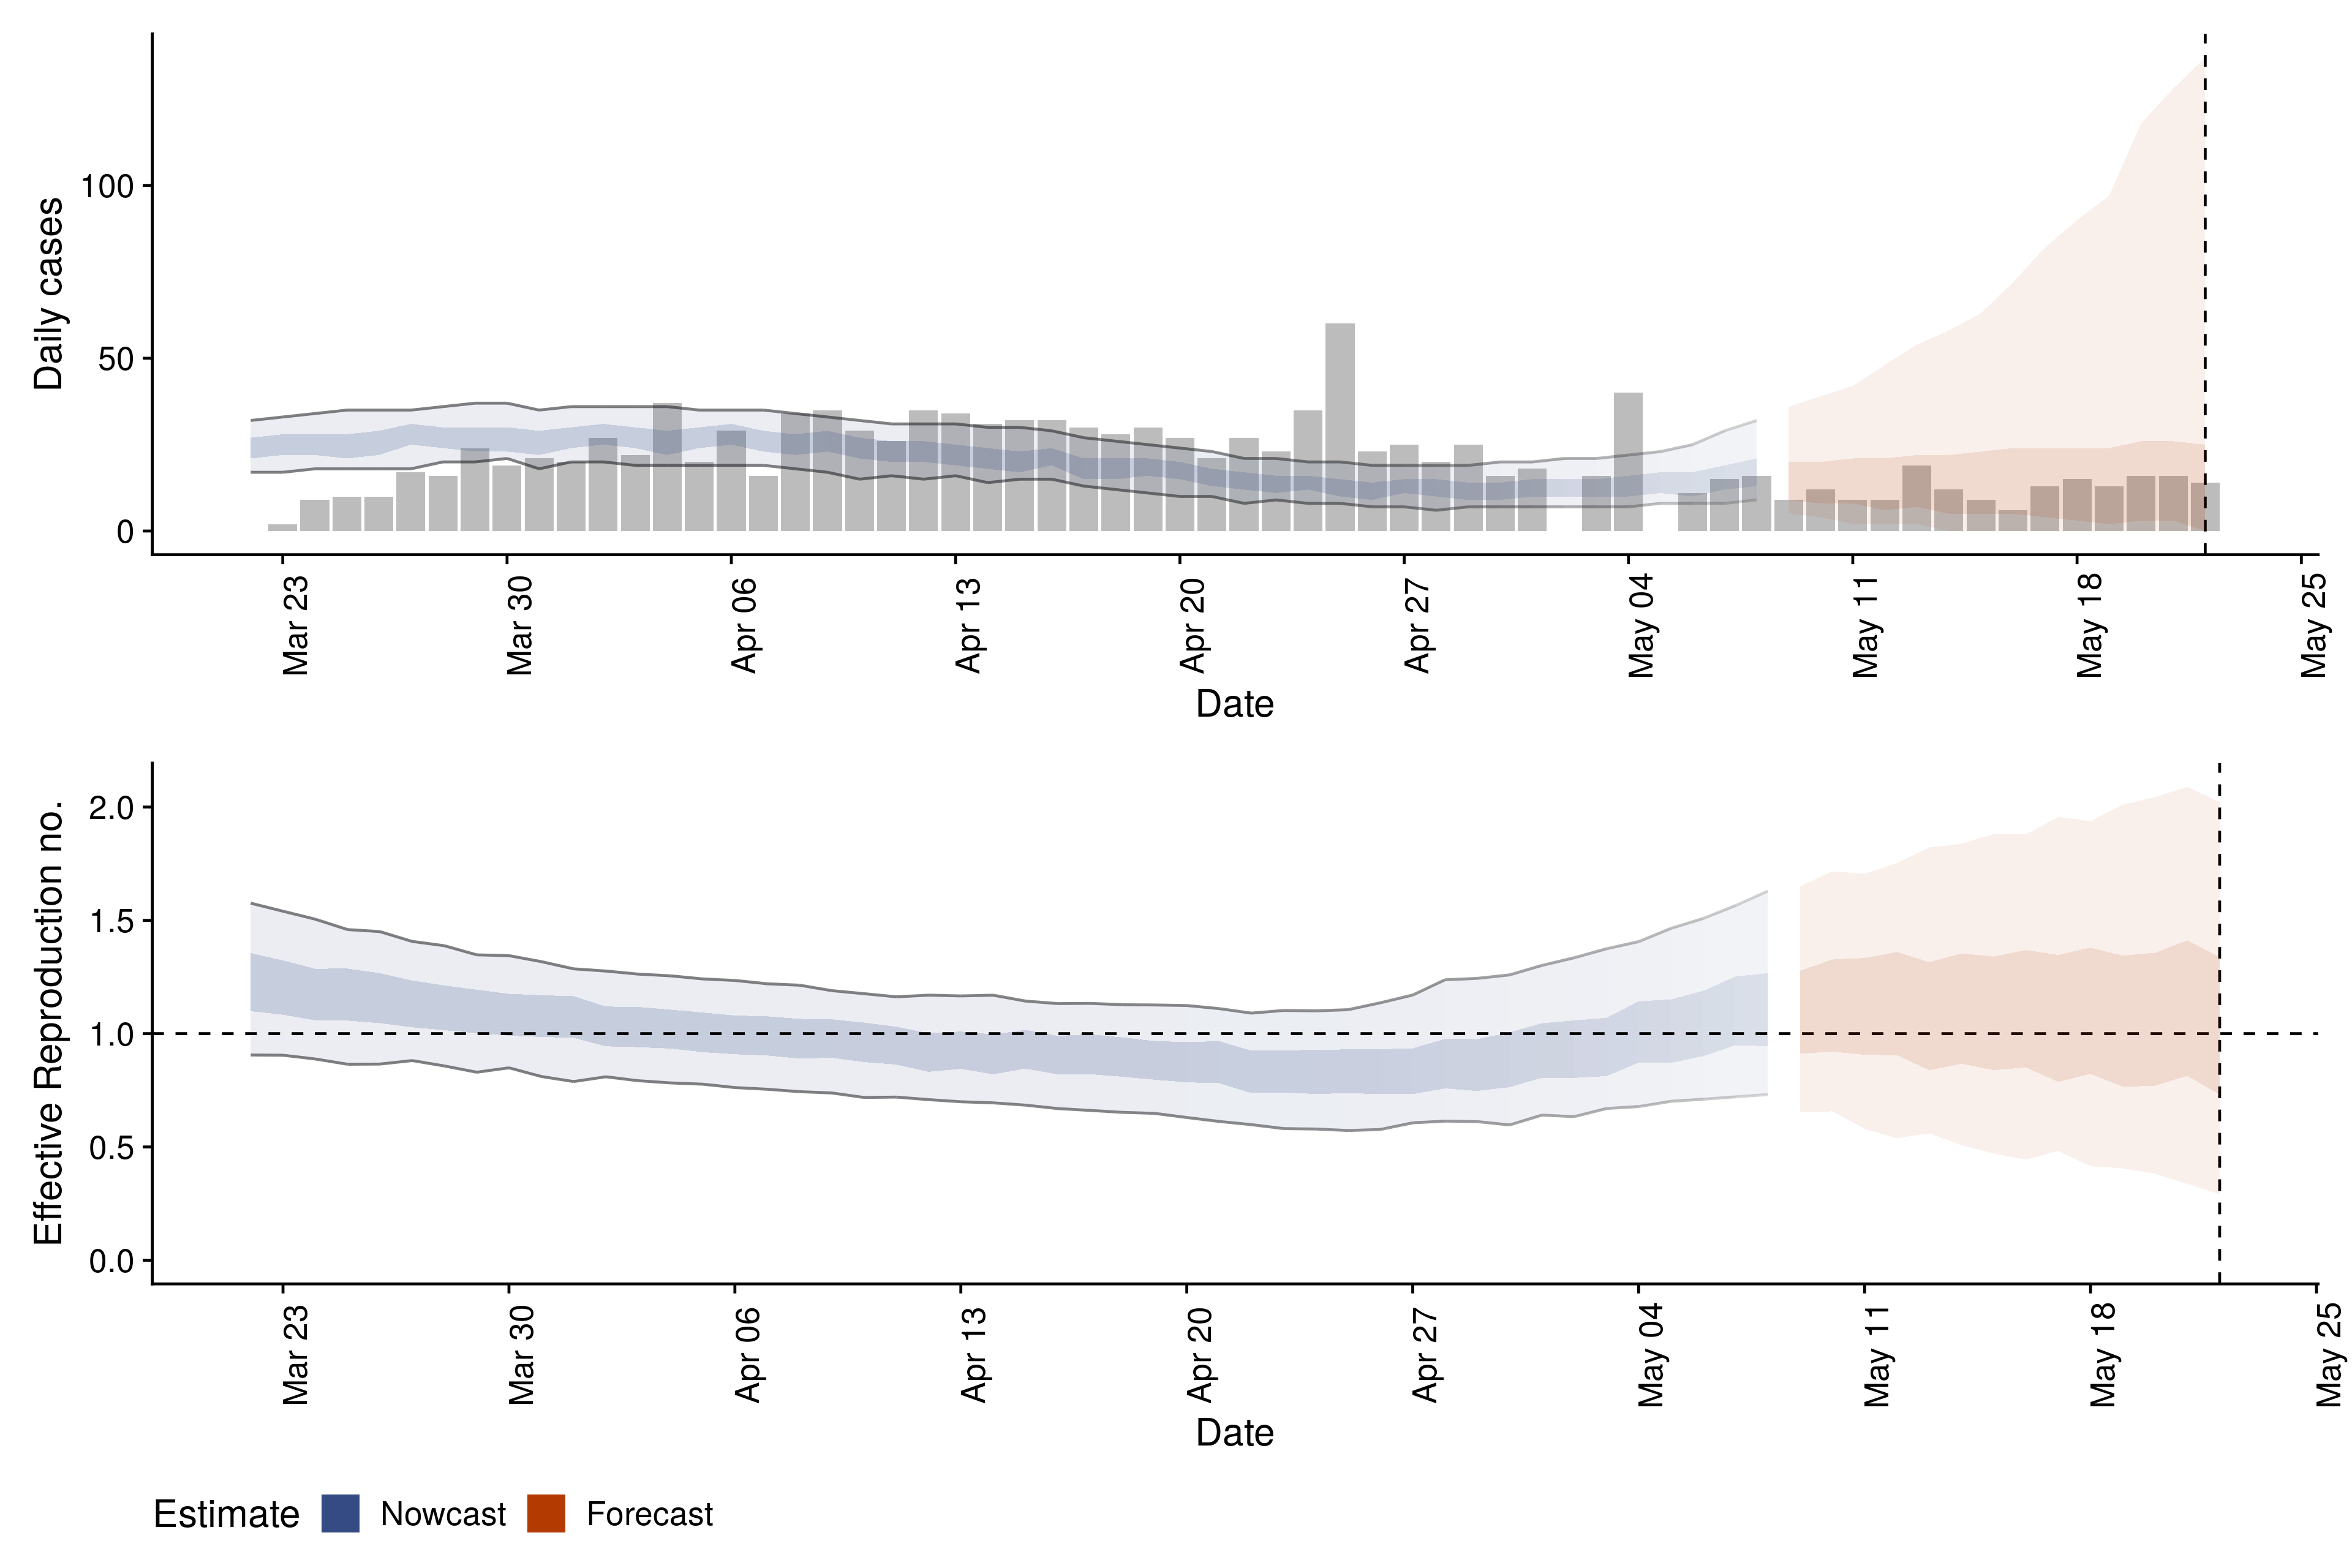 Daily cases
100
50
0
Mar 23
Mar 30
Apr 06
Apr 13
Apr 20
Apr 27
May 04
May 11
May 18
May 25
Date
Effective Reproduction no.
2.0
1.5
1.0
0.5
0.0
Mar 23
Mar 30
Apr 06
Apr 13
Apr 20
Apr 27
May 04
May 11
May 18
May 25
Date
Estimate Nowcast Forecast